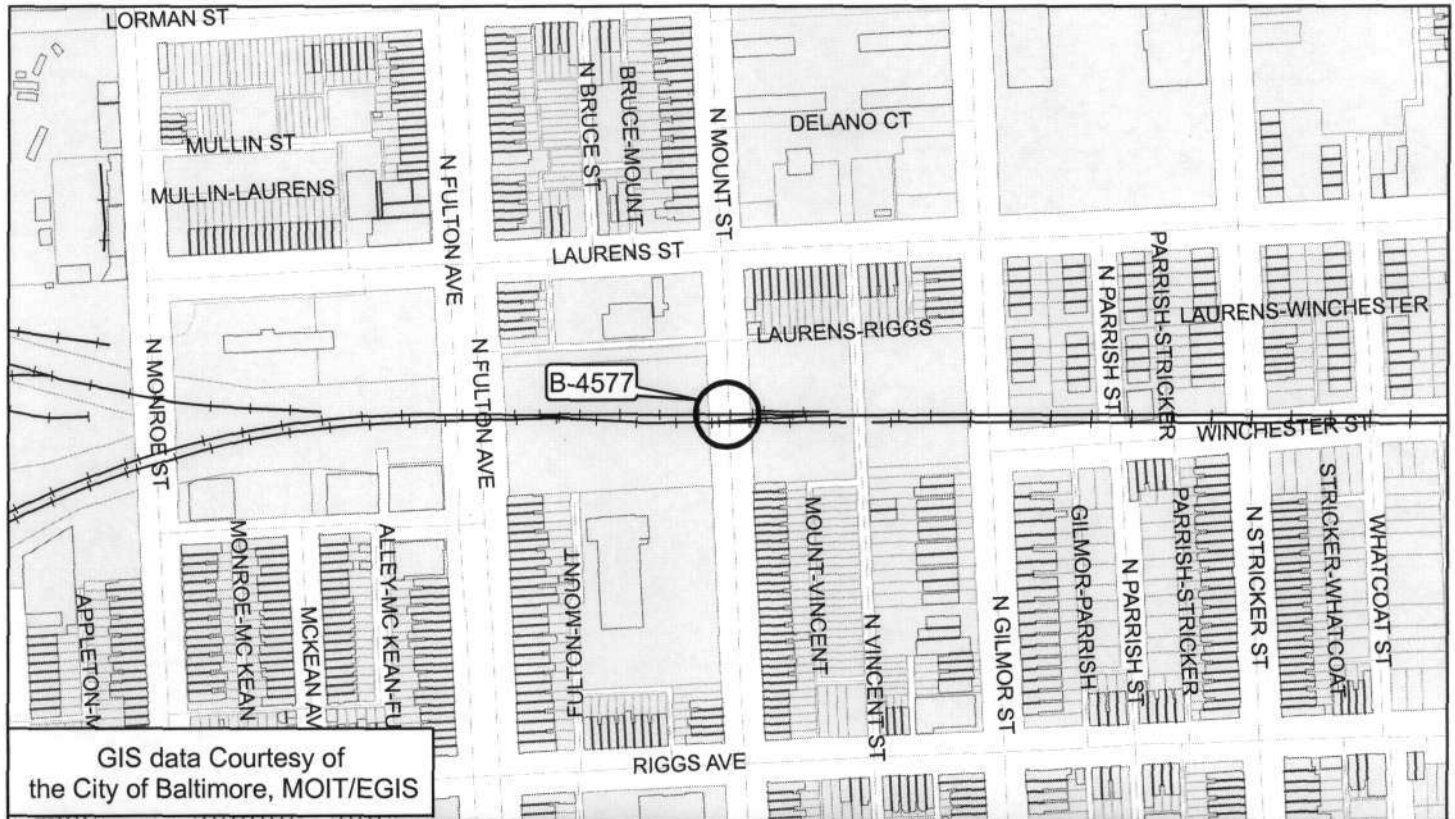 LORMAN ST
MULLIN ST
MULLIN-LAURENS
N FULTON AVE
N BRUCE ST
BRUCE-MOUNT
N MOUNT ST
DELANO CT
LAURENS ST
LAURENS-RIGGS
N PARRISH ST
PARRISH-STRICKER
LAURENS-WINCHESTER
N MONROE ST
N FULTON AVE
B-4577
WINCHESTER ST
APPLETON-M
MONROE-MC KEAN
MCKEAN AV
ALLEY-MC KEAN-FU
FULTON-MOUNT
MOUNT-VINCENT
N VINCENT ST
N GILMOR ST
GILMOR-PARRISH
N PARRISH ST
PARRISH-STRICKER
N STRICKER ST
STRICKER-WHATCOAT
WHATCOAT ST
RIGGS AVE
GIS data Courtesy of
the City of Baltimore, MOIT/EGIS